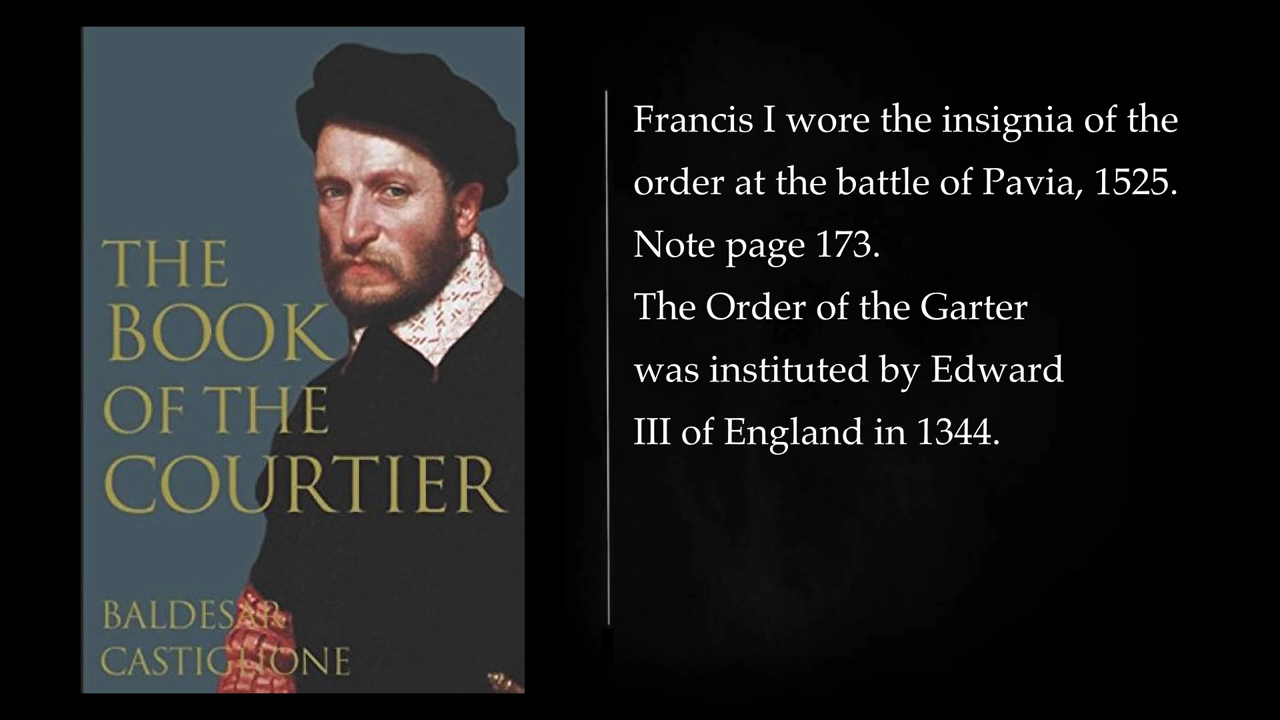 THE
BOOK
OF THE
COURTIER
BALDESAR
CASTIGLIONE
Francis I wore the insignia of the
order at the battle of Pavia, 1525.
Note page 173.
The Order of the Garter
was instituted by Edward
III of England in 1344.